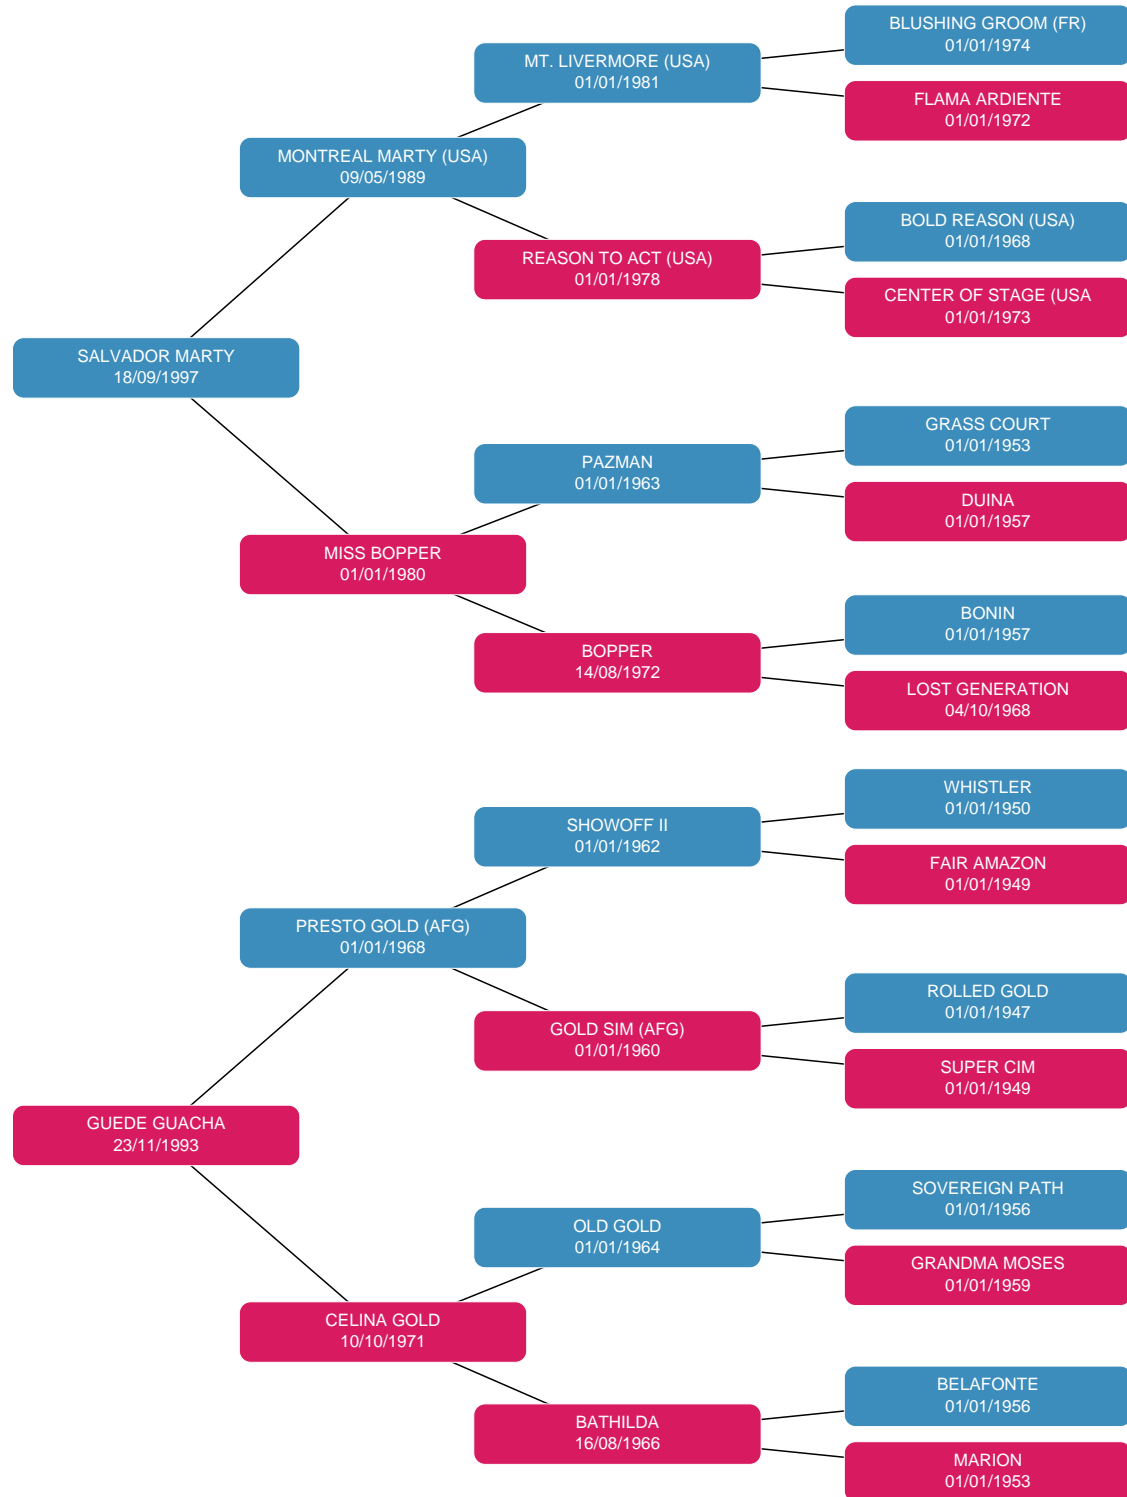 BLUSHING GROOM (FR)
01/01/1974
MT. LIVERMORE (USA)
01/01/1981
FLAMA ARDIENTE
01/01/1972
MONTREAL MARTY (USA)
09/05/1989
BOLD REASON (USA)
01/01/1968
REASON TO ACT (USA)
01/01/1978
CENTER OF STAGE (USA
01/01/1973
SALVADOR MARTY
18/09/1997
GRASS COURT
01/01/1953
PAZMAN
01/01/1963
DUINA
01/01/1957
MISS BOPPER
01/01/1980
BONIN
01/01/1957
BOPPER
14/08/1972
LOST GENERATION
04/10/1968
WHISTLER
01/01/1950
SHOWOFF II
01/01/1962
FAIR AMAZON
01/01/1949
PRESTO GOLD (AFG)
01/01/1968
ROLLED GOLD
01/01/1947
GOLD SIM (AFG)
01/01/1960
SUPER CIM
01/01/1949
GUEDE GUACHA
23/11/1993
SOVEREIGN PATH
01/01/1956
OLD GOLD
01/01/1964
GRANDMA MOSES
01/01/1959
CELINA GOLD
10/10/1971
BELAFONTE
01/01/1956
BATHILDA
16/08/1966
MARION
01/01/1953